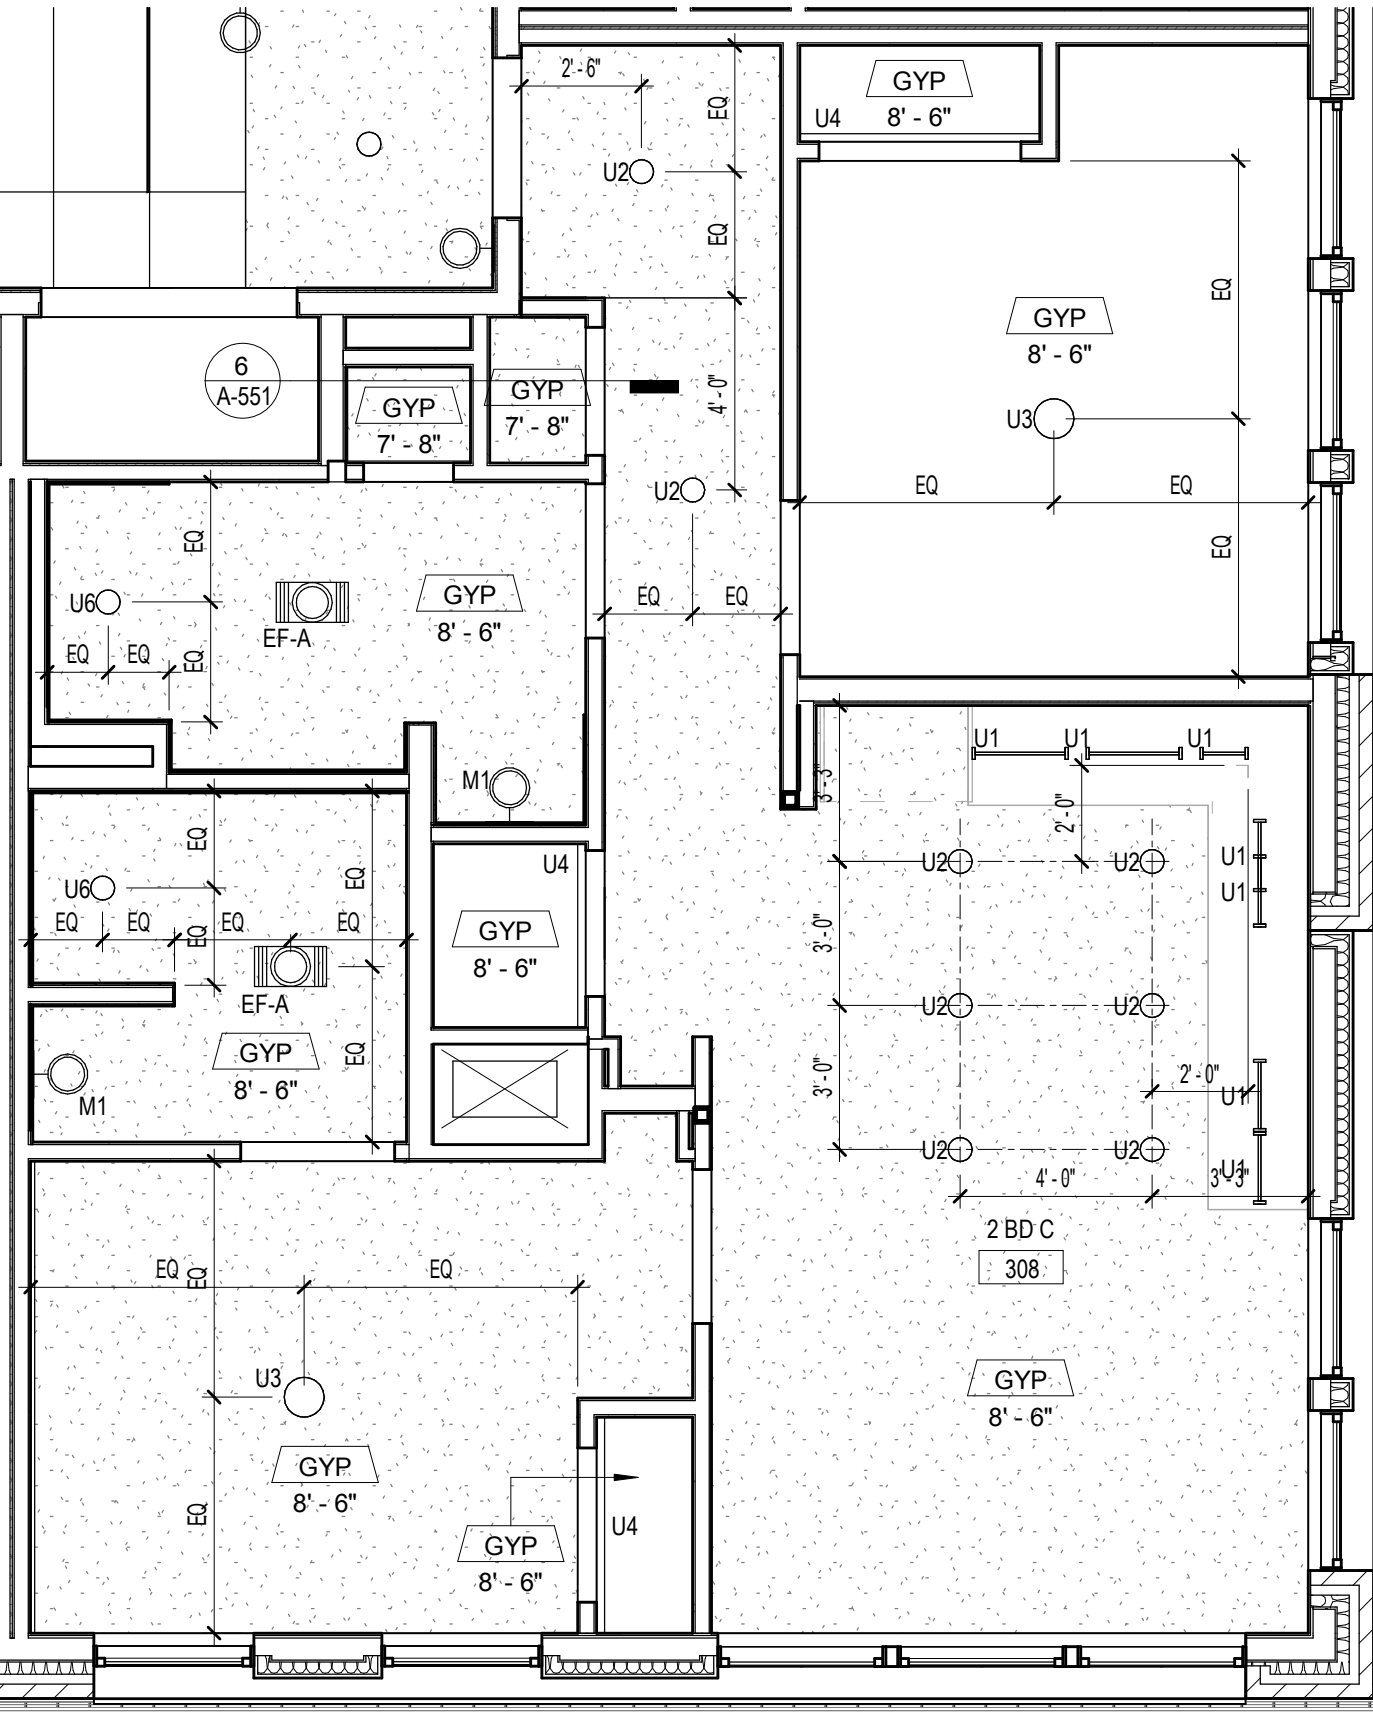 2' - 6"
EQ
GYP
8' - 6"
U4
U2
EQ
EQ
GYP
8' - 6"
6
A-551
GYP
7' - 8"
GYP
7' - 8"
4' - 0"
U3
U2
EQ
EQ
EQ
EQ
U6
EF-A
GYP
8' - 6"
EQ
EQ
EQ
EQ
EQ
U1
U1
U1
3' - 3"
M1
2' - 0"
EQ
U4
U2
U2
U1
EQ
U6
U1
EQ
EQ
EQ
EQ
EQ
GYP
8' - 6"
3' - 0"
EF-A
U2
U2
GYP
8' - 6"
EQ
3' - 0"
2' - 0"
U1
M1
U2
U2
U1
4' - 0"
3' - 3"
2 BD C
308
EQ
EQ
EQ
U3
GYP
8' - 6"
GYP
8' - 6"
EQ
U4
GYP
8' - 6"